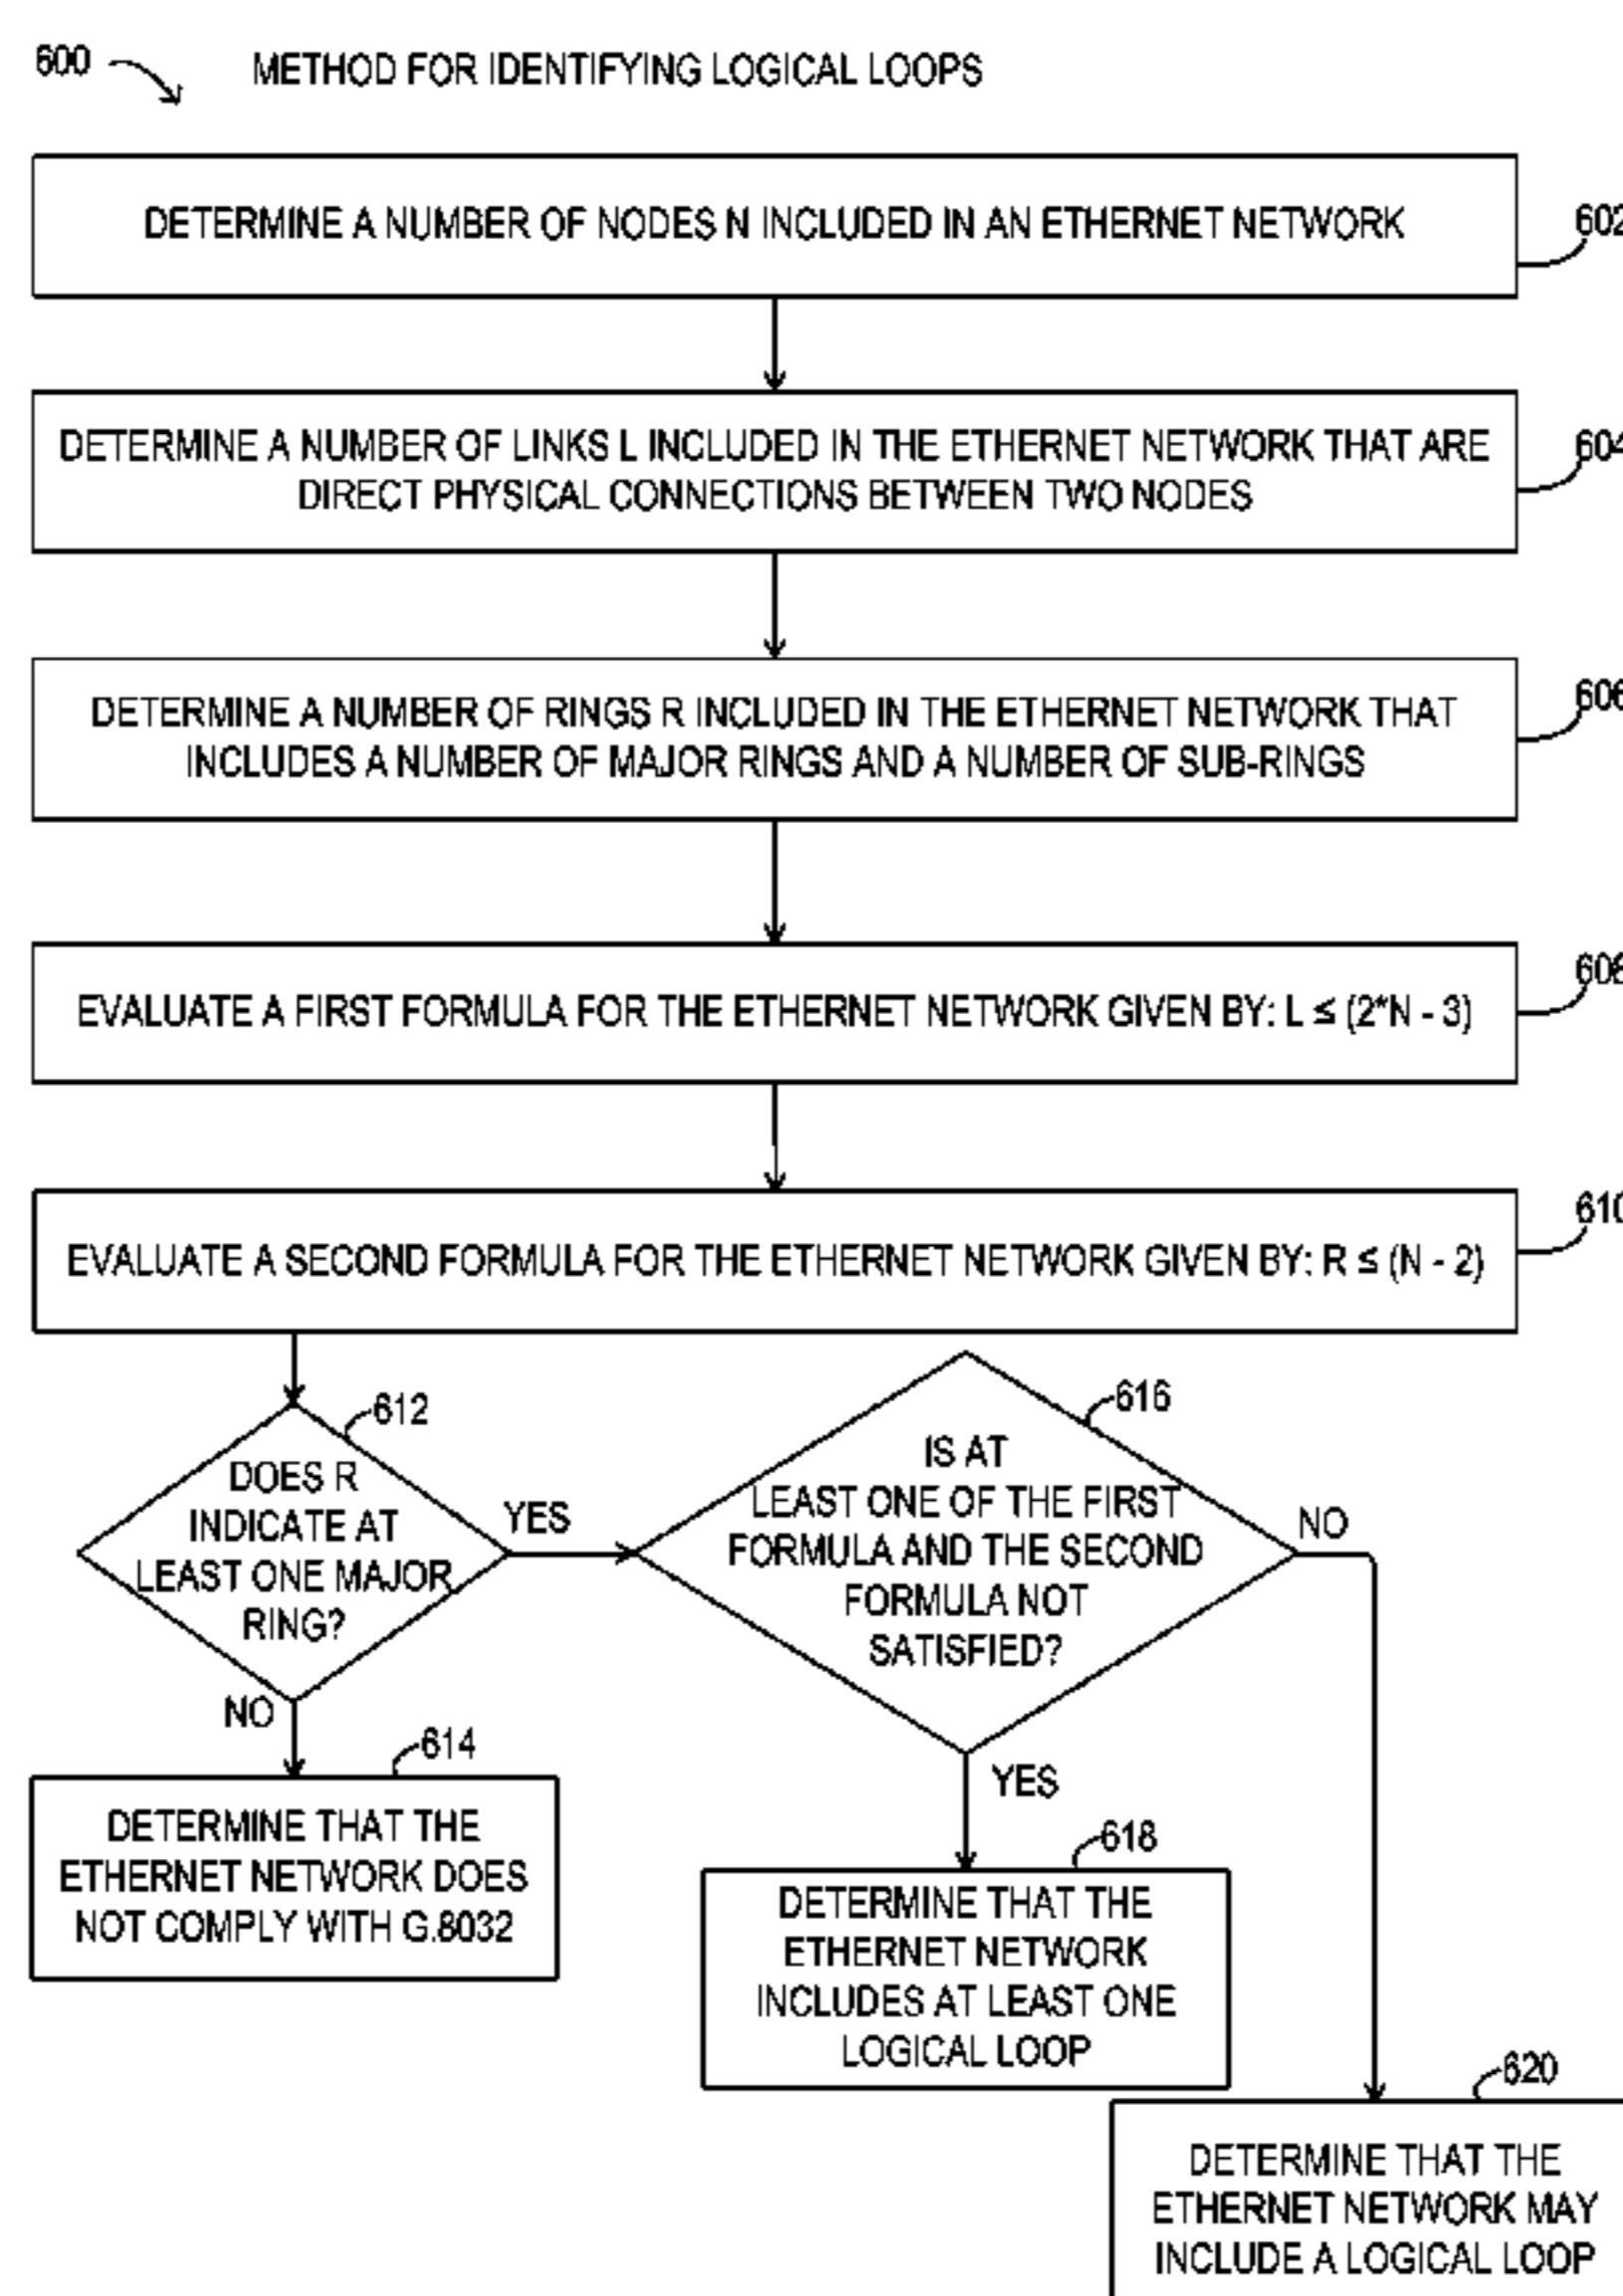 600
METHOD FOR IDENTIFYING LOGICAL LOOPS
DETERMINE A NUMBER OF NODES N INCLUDED IN AN ETHERNET NETWORK
602
DETERMINE A NUMBER OF LINKS L INCLUDED IN THE ETHERNET NETWORK THAT ARE
DIRECT PHYSICAL CONNECTIONS BETWEEN TWO NODES
604
DETERMINE A NUMBER OF RINGS R INCLUDED IN THE ETHERNET NETWORK THAT
INCLUDES A NUMBER OF MAJOR RINGS AND A NUMBER OF SUB-RINGS
606
EVALUATE A FIRST FORMULA FOR THE ETHERNET NETWORK GIVEN BY: L ≤ (2*N - 3)
608
EVALUATE A SECOND FORMULA FOR THE ETHERNET NETWORK GIVEN BY: R ≤ (N - 2)
610
612
DOES R
INDICATE AT
LEAST ONE MAJOR
RING?
YES
NO
616
IS AT
LEAST ONE OF THE FIRST
FORMULA AND THE SECOND
FORMULA NOT
SATISFIED?
NO
YES
614
DETERMINE THAT THE
ETHERNET NETWORK DOES
NOT COMPLY WITH G.8032
618
DETERMINE THAT THE
ETHERNET NETWORK
INCLUDES AT LEAST ONE
LOGICAL LOOP
620
DETERMINE THAT THE
ETHERNET NETWORK MAY
INCLUDE A LOGICAL LOOP